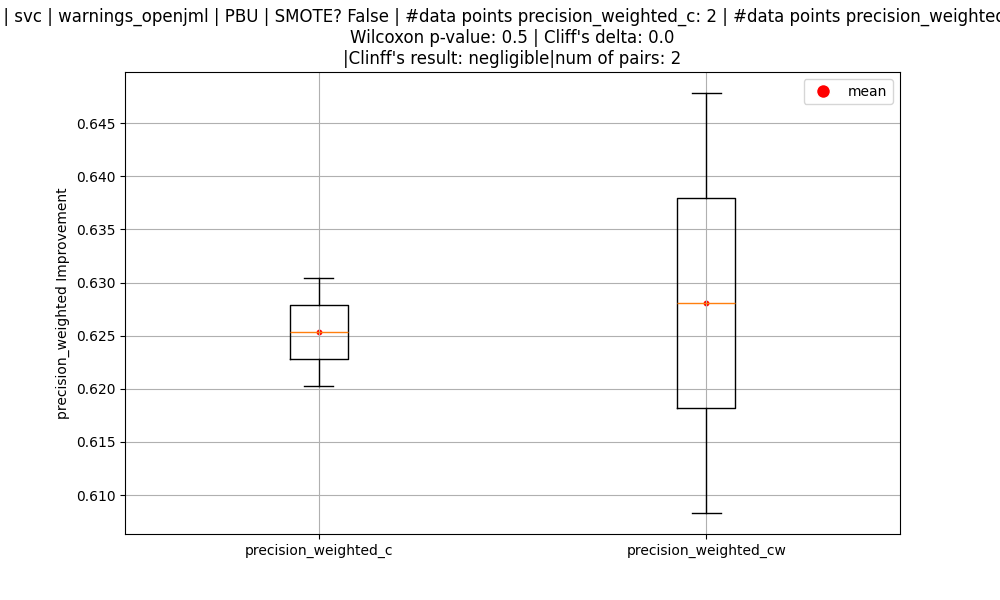 | svc | warnings_openjml | PBU | SMOTE? False | #data points precision_weighted_c: 2 | #data points
Wilcoxon p-value: 0.5 | Cliff's delta: 0.0
|Clinff's result: negligible|num of pairs: 2
mean
0.645
0.640
0.635
0.630
0.625
0.620
0.615
0.610
precision_weighted Improvement
precision_weighted_c
precision_weighted_cw